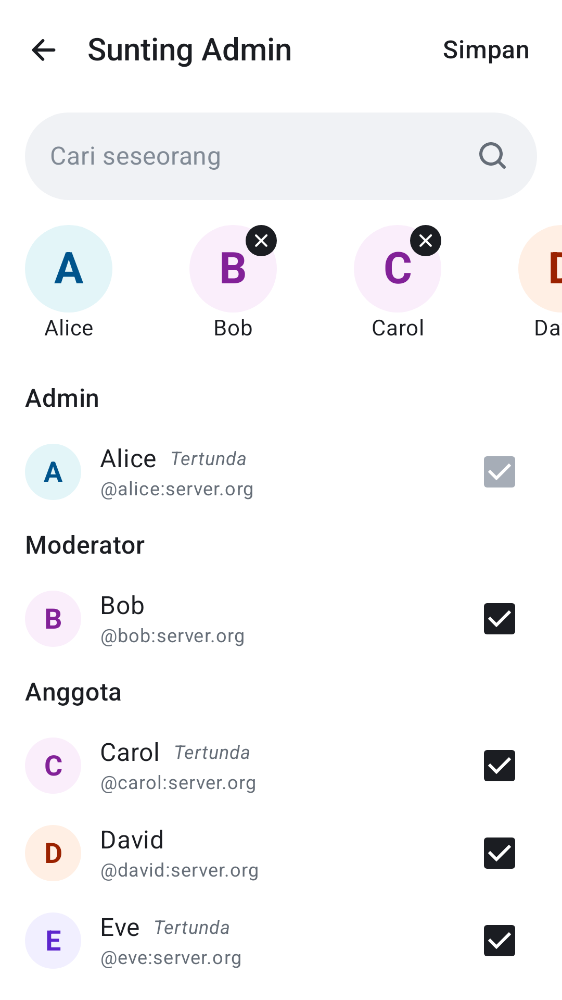 Sunting Admin
Simpan
Cari seseorang
A B C D
Alice Bob Carol Da
Admin
A Alice Tertunda
@alice:server.org
Moderator
B Bob
@bob:server.org
Anggota
C Carol Tertunda
@carol:server.org
D David
@david:server.org
E Eve Tertunda
@eve:server.org